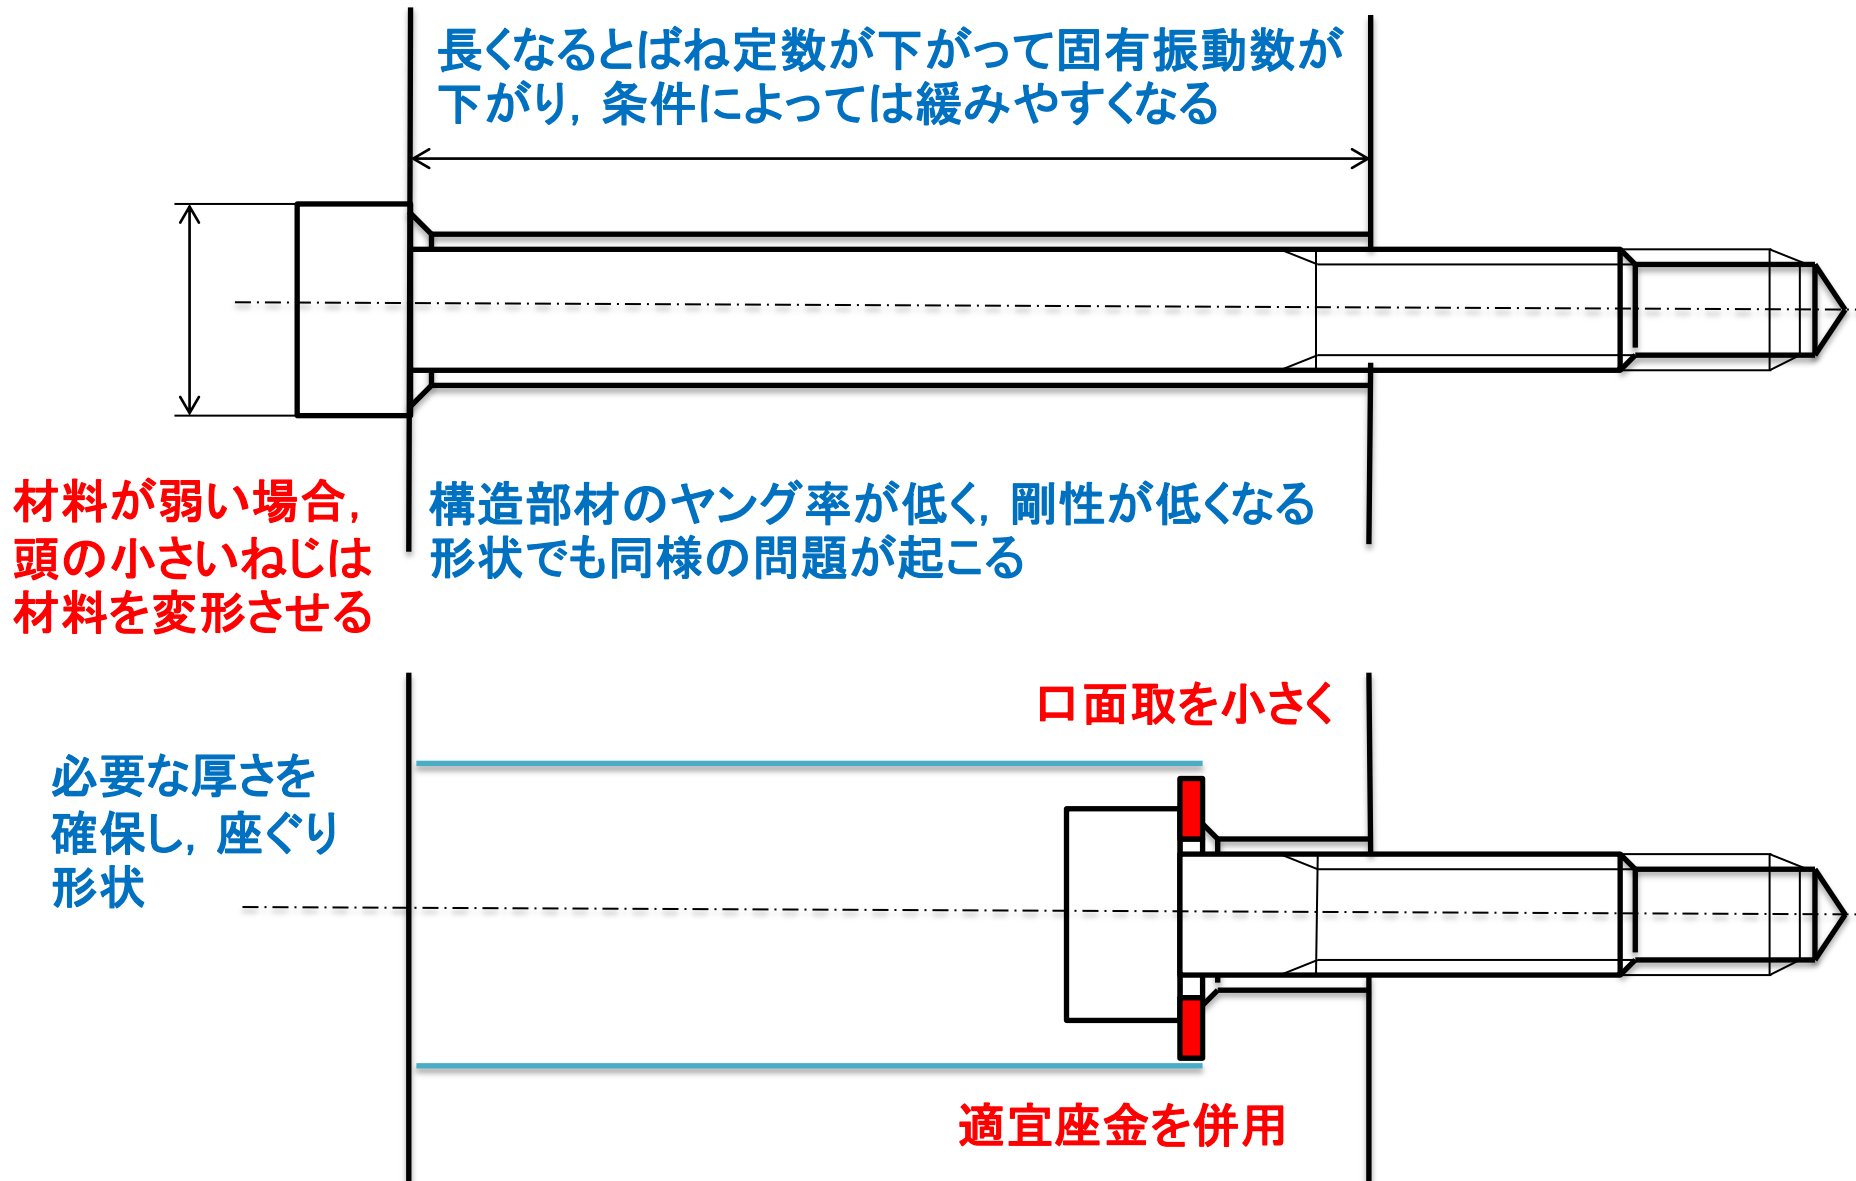 長くなるとばね定数が下がって固有振動数が
下がり，条件によっては緩みやすくなる
材料が弱い場合，
頭の小さいねじは
材料を変形させる
構造部材のヤング率が低く，剛性が低くなる
形状でも同様の問題が起こる
口面取を小さく
必要な厚さを
確保し，座ぐり
形状
適宜座金を併用